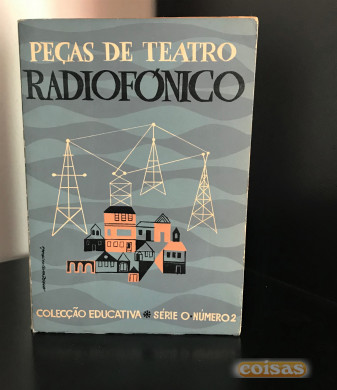 PEÇAS DE TEATRO
RADIOFÓNICO
COLECÇÃO EDUCATIVA * SÉRIE O * NÚMERO 2
coisas